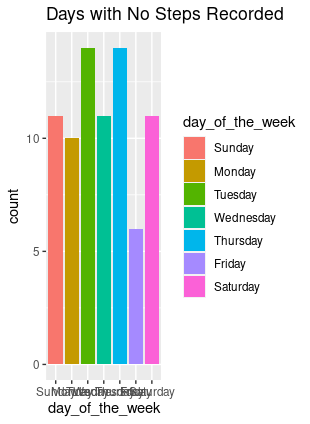 Days with No Steps Recorded
count
10
5
0
day_of_the_week
day_of_the_week
Sunday
Monday
Tuesday
Wednesday
Thursday
Friday
Saturday